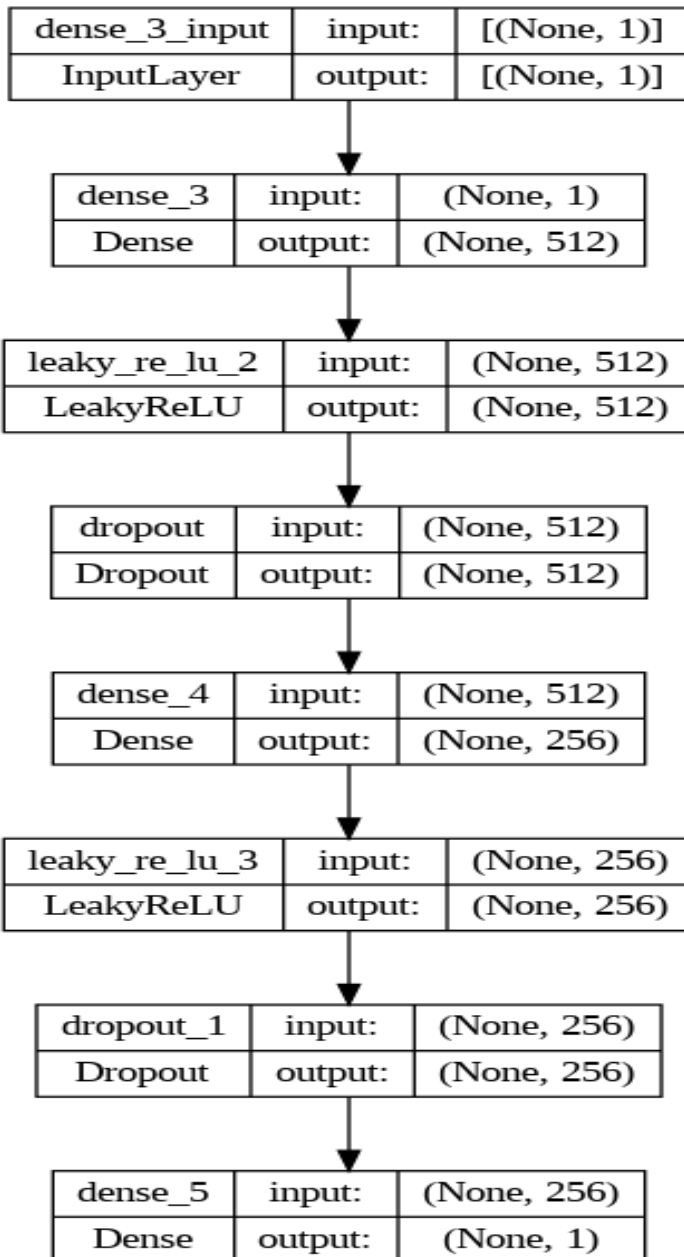 dense_3_input input: [(None, 1)]
InputLayer output: [(None, 1)]
dense_3 input: (None, 1)
Dense output: (None, 512)
leaky_re_lu_2 input: (None, 512)
LeakyReLU output: (None, 512)
dropout input: (None, 512)
Dropout output: (None, 512)
dense_4 input: (None, 512)
Dense output: (None, 256)
leaky_re_lu_3 input: (None, 256)
LeakyReLU output: (None, 256)
dropout_1 input: (None, 256)
Dropout output: (None, 256)
dense_5 input: (None, 256)
Dense output: (None, 1)